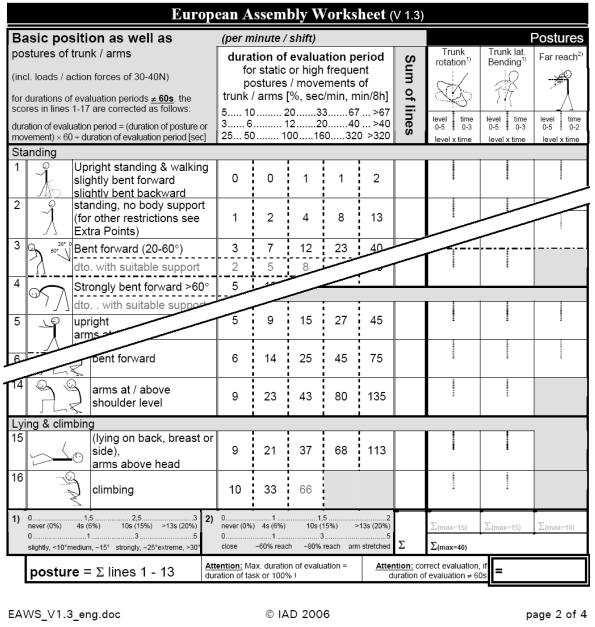 European Assembly Worksheet (V 1.3)
Basic position as well as
postures of trunk / arms
(incl. loads / action forces of 30-40N)
for durations of evaluation periods ≠ 60s, the
scores in lines 1-17 are corrected as follows:
duration of evaluation period = (duration of posture or
movement) × 60 ÷ duration of evaluation period [sec]
(per minute / shift)
duration of evaluation period
for static or high frequent
postures / movements of
trunk / arms [%, sec/min, min/8h]
5..... 10.......... 20..........33.......67 ... >67
3..... 6........... 12..........20.......40 ... >40
25... 50 ........ 100.......160......320 >320
Sum of lines
Postures
Trunk rotation1)
Trunk lat. Bending1)
Far reach2)
level 0-5 time 0-3
level 0-5 time 0-3
level 0-5 time 0-2
level x time level x time level x time
Standing
1 Upright standing & walking
slightly bent forward
slightly bent backward
0 0 1 1 2
2 standing, no body support
(for other restrictions see
Extra Points)
1 2 4 8 13
3 60° 20° 0° Bent forward (20-60°) 3 7 12 23 40
dto. with suitable support 2 5 8
4 Strongly bent forward >60° 5
dto. . with suitable suppor
5 upright
arms a
5 9 15 27 45
6 bent forward 6 14 25 45 75
14 arms at / above
shoulder level
9 23 43 80 135
Lying & climbing
15 (lying on back, breast or
side),
arms above head
9 21 37 68 113
16 climbing 10 33 66
1) 0 1,5 2,5 3
never (0%) 4s (6%) 10s (15%) >13s (20%)
0 1 3 5
slightly, <10° medium, ~15° strongly, ~25° extreme, >30°
2) 0 1 1,5 2
never (0%) 4s (6%) 10s (15%) >13s (20%)
0 1 3 5
close ~60% reach ~80% reach arm stretched
Σ
Σ(max=15) Σ(max=15) Σ(max=10)
Σ(max=40)
posture = Σ lines 1 - 13
Attention: Max. duration of evaluation =
duration of task or 100% !
Attention: correct evaluation, if
duration of evaluation ≠ 60s
=
EAWS_V1.3_eng.doc © IAD 2006 page 2 of 4